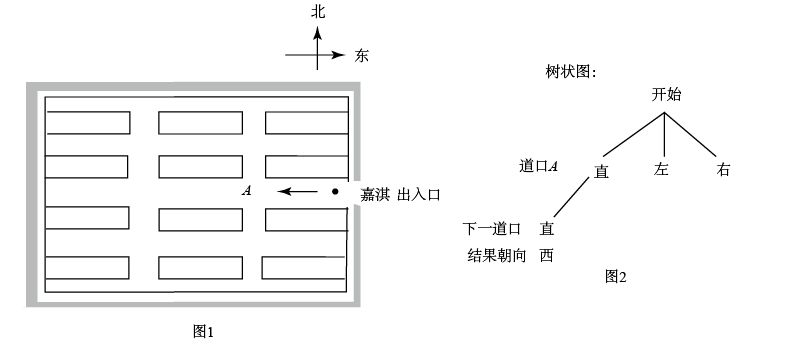 北
东
A
嘉淇 出入口
图1
树状图：
开始
道口A 直 左 右
下一道口 直
结果朝向 西
图2